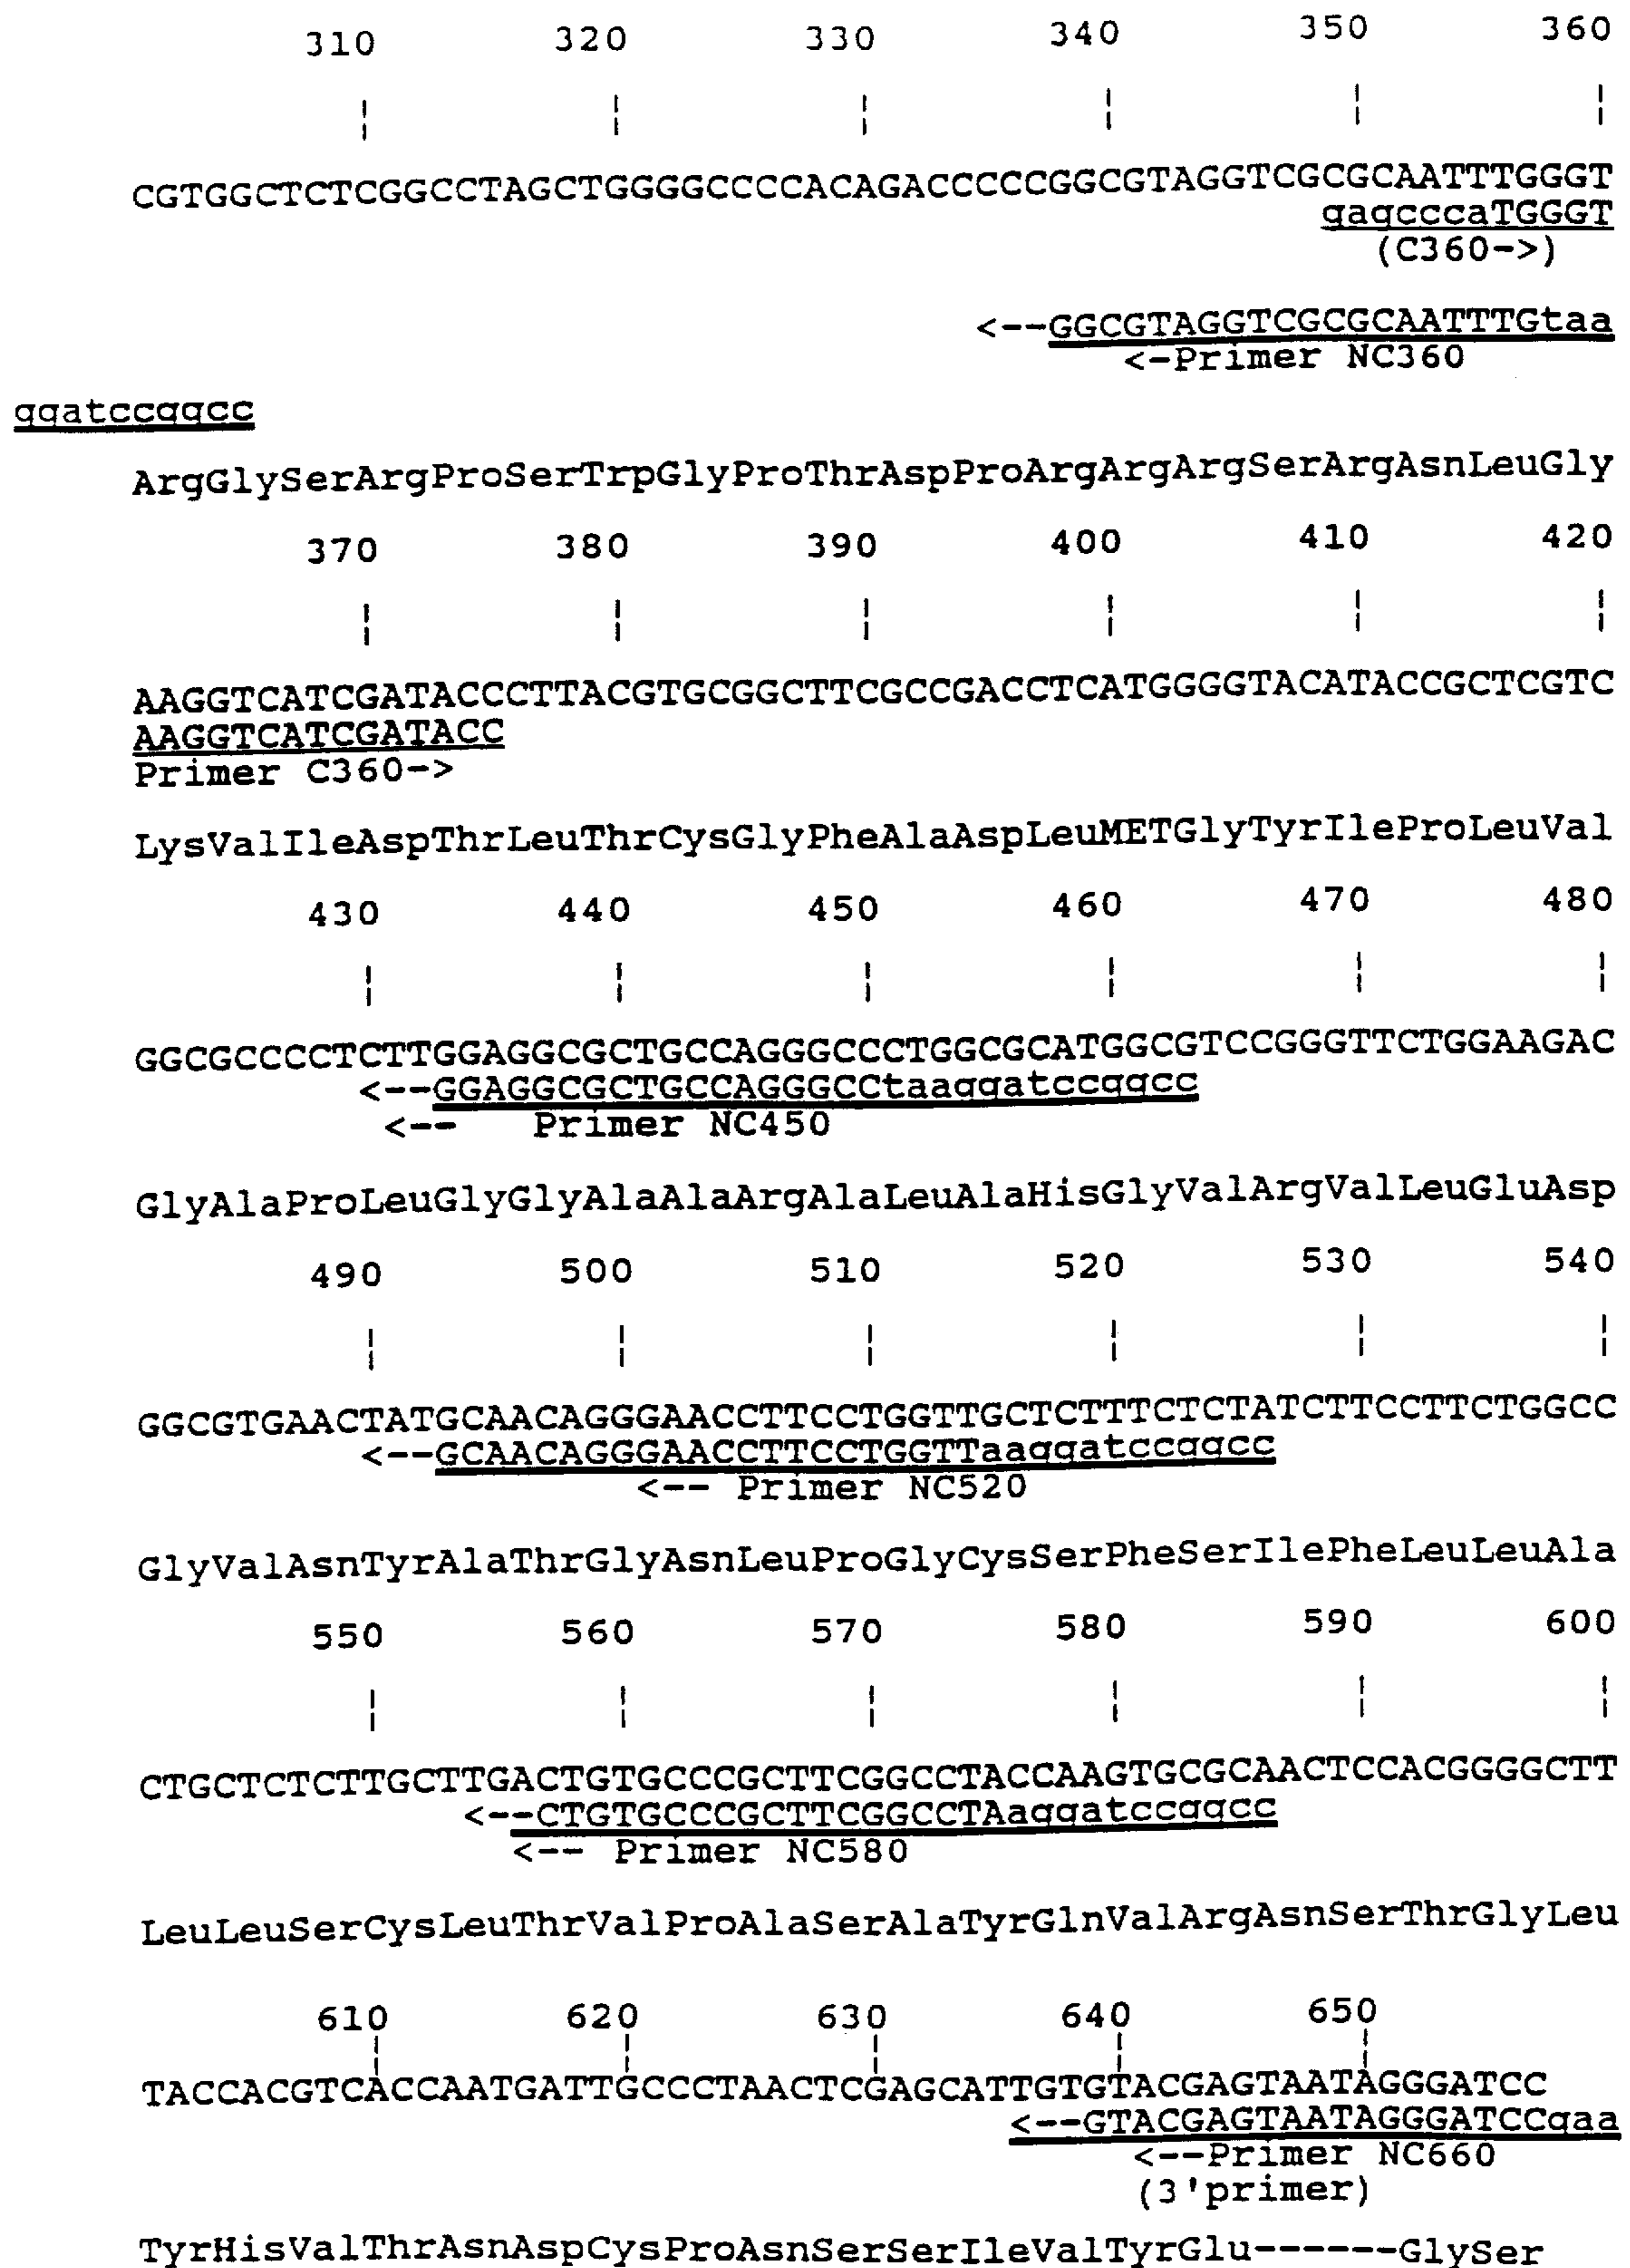 310 320 330 340 350 360
CGTGGCTCTCGGCCTAGCTGGGGCCCCACAGACCCCCGGCGTAGGTCGCGCAATTTGGGT
gagcccaTGGGT
(C360->)
<--GGCGTAGGTCGCGCAATTTGtaa
<-Primer NC360
ggatccggcc
ArgGlySerArgProSerTrpGlyProThrAspProArgArgArgSerArgAsnLeuGly
370 380 390 400 410 420
AAGGTCATCGATACCCTTACGTGCGGCTTCGCCGACCTCATGGGGTACATACCGCTCGTC
AAGGTCATCGATACC
Primer C360->
LysValIleAspThrLeuThrCysGlyPheAlaAspLeuMETGlyTyrIleProLeuVal
430 440 450 460 470 480
GGCGCCCCTCTTGGAGGCGCTGCCAGGGCCCTGGCGCATGGCGTCCGGGTTCTGGAAGAC
<--GGAGGCGCTGCCAGGGCCtaaggatccggcc
<-- Primer NC450
GlyAlaProLeuGlyGlyAlaAlaArgAlaLeuAlaHisGlyValArgValLeuGluAsp
490 500 510 520 530 540
GGCGTGAACTATGCAACAGGGAACCTTCCTGGTTGCTCTTTCTCTATCTTCCTTCTGGCC
<--GCAACAGGGAACCTTCCTGGTTaaggatccggcc
<-- Primer NC520
GlyValAsnTyrAlaThrGlyAsnLeuProGlyCysSerPheSerIlePheLeuLeuAla
550 560 570 580 590 600
CTGCTCTCTTGCTTGACTGTGCCCGCTTCGGCCTACCAAGTGCGCAACTCCACGGGGCTT
<--CTGTGCCCGCTTCGGCCTAaggatccggcc
<-- Primer NC580
LeuLeuSerCysLeuThrValProAlaSerAlaTyrGlnValArgAsnSerThrGlyLeu
610 620 630 640 650
TACCACGTCACCAATGATTGCCCTAACTCGAGCATTGTGTACGAGTAATAGGGATCC
<--GTACGAGTAATAGGGATCCgaa
<--Primer NC660
(3'primer)
TyrHisValThrAsnAspCysProAsnSerSerIleValTyrGlu------GlySer